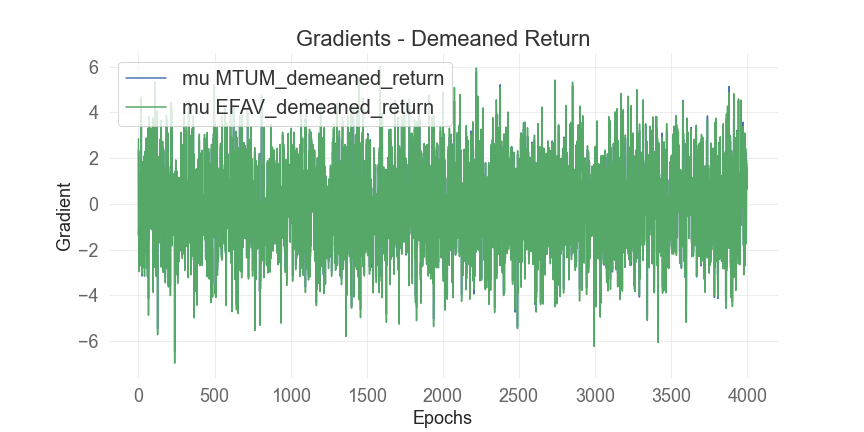 Gradients - Demeaned Return
mu MTUM_demeaned_return
mu EFAV_demeaned_return
Gradient
6
4
2
0
−2
−4
−6
0 500 1000 1500 2000 2500 3000 3500 4000
Epochs